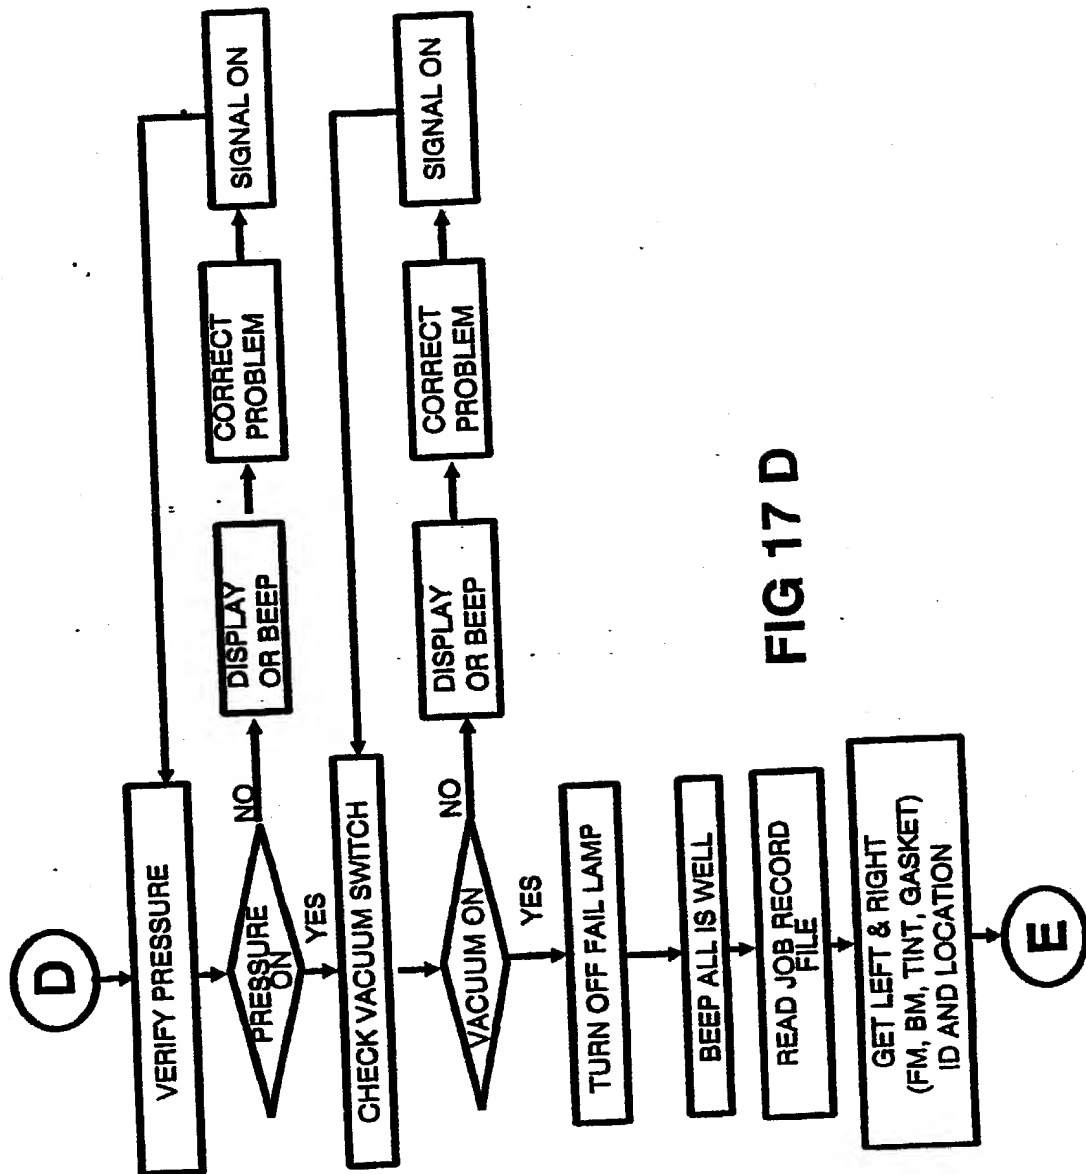 D
VERIFY PRESSURE
PRESSURE
ON
NO
DISPLAY
OR BEEP
CORRECT
PROBLEM
SIGNAL ON
YES
CHECK VACUUM SWITCH
VACUUM ON
NO
DISPLAY
OR BEEP
CORRECT
PROBLEM
SIGNAL ON
YES
TURN OFF FAIL LAMP
BEEP ALL IS WELL
READ JOB RECORD
FILE
GET LEFT & RIGHT
(FM, BM, TINT, GASKET)
ID AND LOCATION
E
FIG 17 D